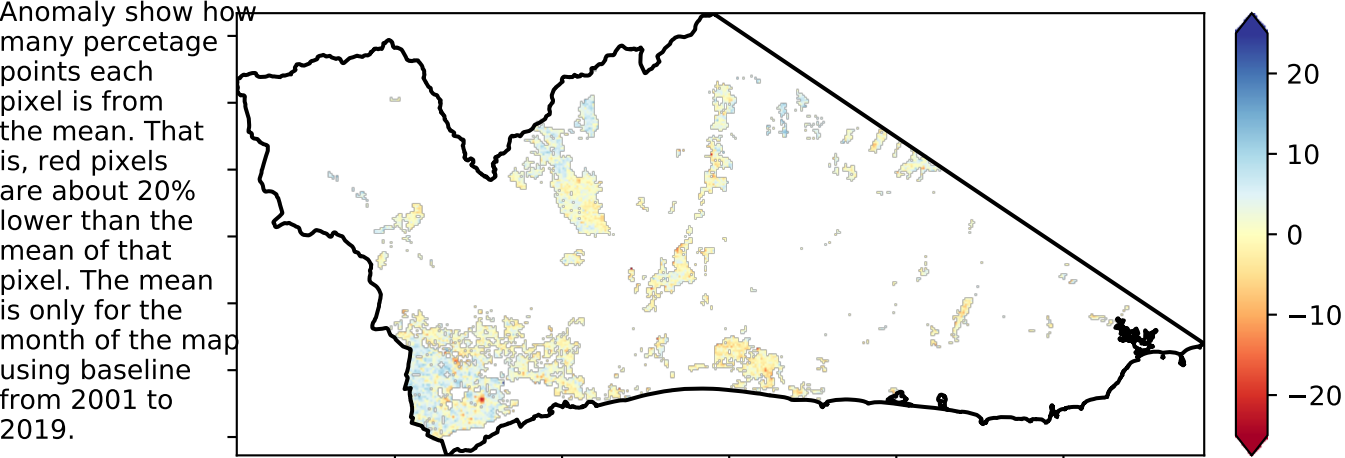 Anomaly show how
many percetage
points each
pixel is from
the mean. That
is, red pixels
are about 20%
lower than the
mean of that
pixel. The mean
is only for the
month of the map
using baseline
from 2001 to
2019.
20
10
0
−10
−20